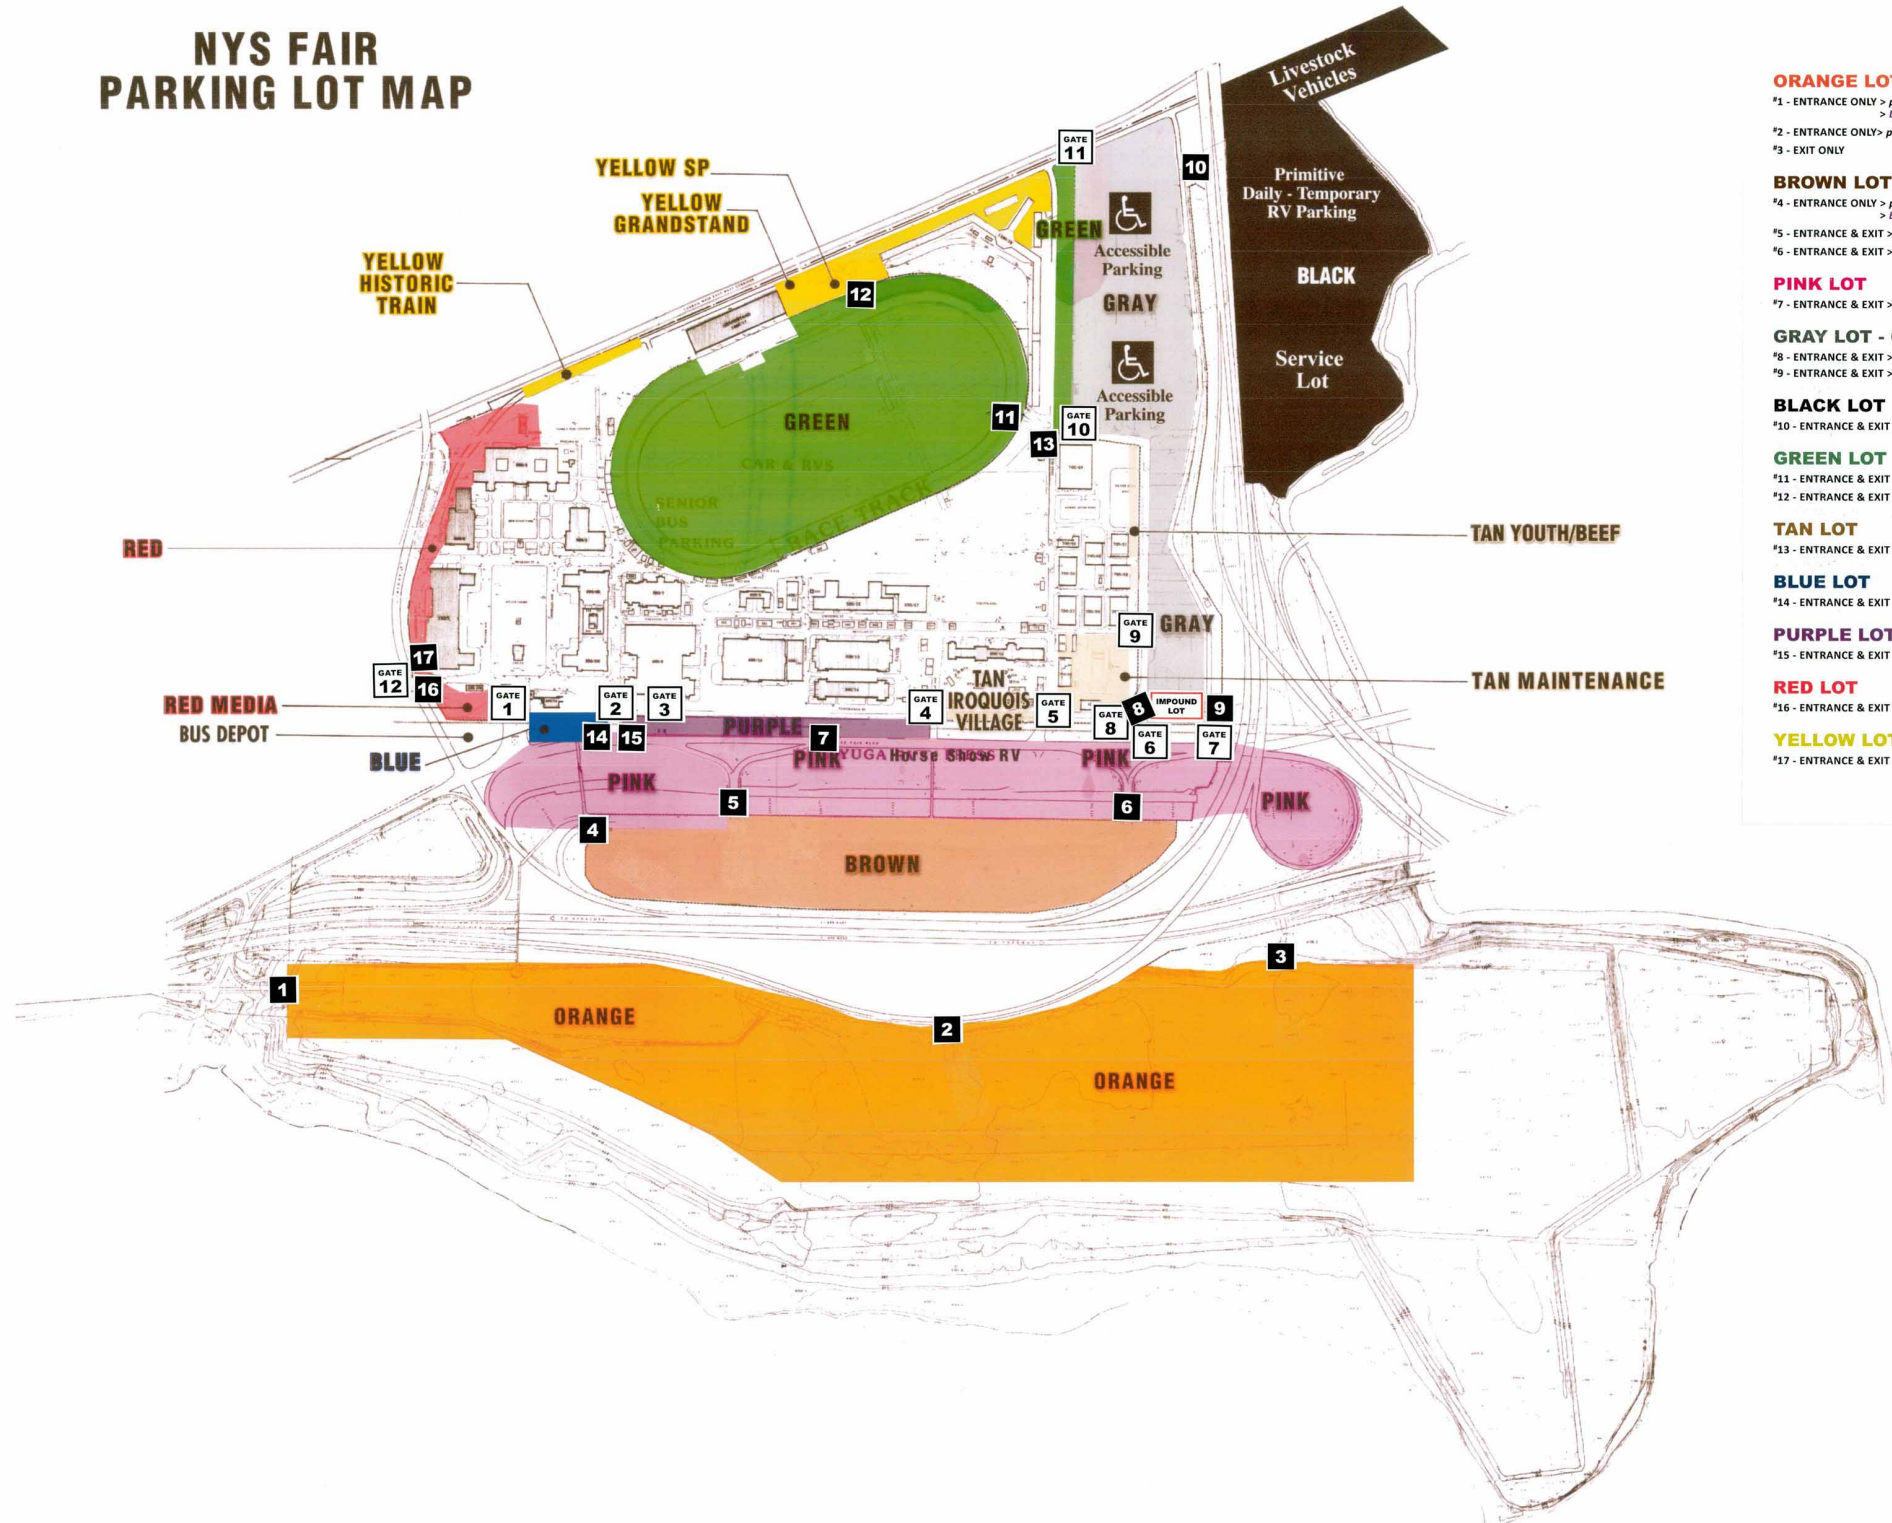 NYS FAIR
PARKING LOT MAP
Livestock
Vehicles
Primitive
Daily - Temporary
RV Parking
BLACK
Service
Lot
YELLOW SP
YELLOW
GRANDSTAND
YELLOW
HISTORIC
TRAIN
GATE
11
10
GREEN
Accessible
Parking
GRAY
Accessible
Parking
12
GREEN
CAR & RVS
SENIOR
BUS
PARKING
RACE TRACK
11
13
GATE
10
RED
TAN YOUTH/BEEF
GATE
9
GRAY
17
GATE
12
16
RED MEDIA
BUS DEPOT
BLUE
GATE
1
GATE
2
GATE
3
14
15
PURPLE
7
GATE
4
TAN
IROQUOIS
VILLAGE
GATE
5
GATE
8
8
IMPOUND
LOT
9
GATE
6
GATE
7
TAN MAINTENANCE
PINK
PINK
Horse Show RV
PINK
PINK
5
6
4
BROWN
1
ORANGE
2
3
ORANGE
ORANGE LOT
#1 - ENTRANCE ONLY >
#2 - ENTRANCE ONLY>
#3 - EXIT ONLY
BROWN LOT
#4 - ENTRANCE ONLY >
#5 - ENTRANCE & EXIT >
#6 - ENTRANCE & EXIT >
PINK LOT
#7 - ENTRANCE & EXIT >
GRAY LOT -
#8 - ENTRANCE & EXIT >
#9 - ENTRANCE & EXIT >
BLACK LOT
#10 - ENTRANCE & EXIT
GREEN LOT
#11 - ENTRANCE & EXIT
#12 - ENTRANCE & EXIT
TAN LOT
#13 - ENTRANCE & EXIT
BLUE LOT
#14 - ENTRANCE & EXIT
PURPLE LOT
#15 - ENTRANCE & EXIT
RED LOT
#16 - ENTRANCE & EXIT
YELLOW LOT
#17 - ENTRANCE & EXIT